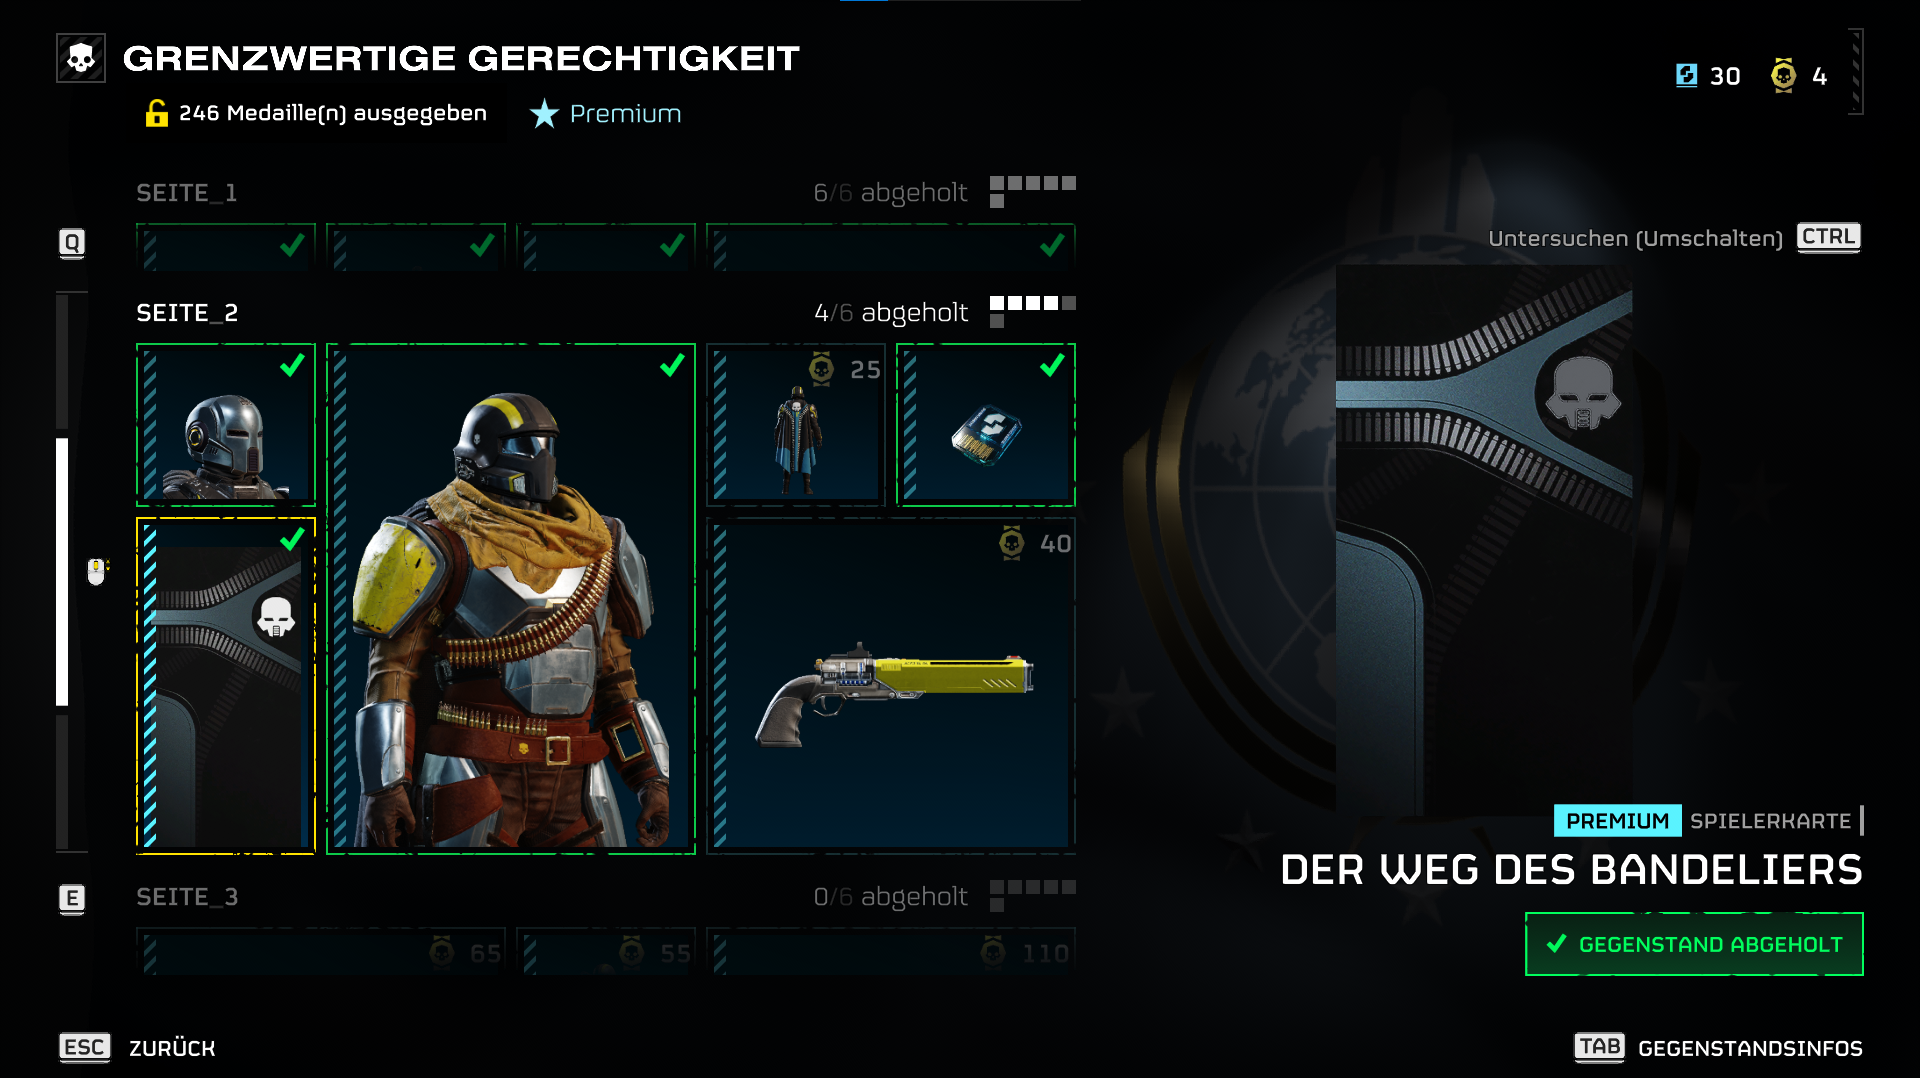 GRENZWERTIGE GERECHTIGKEIT
30
4
246 Medaille(n) ausgegeben
Premium
SEITE_1
6/6 abgeholt
Q
Untersuchen (Umschalten) CTRL
SEITE_2
4/6 abgeholt
25
40
PREMIUM SPIELERKARTE
DER WEG DES BANDELIERS
E
SEITE_3
0/6 abgeholt
GEGENSTAND ABGEHOLT
65
55
110
ESC ZURÜCK
TAB GEGENSTANDSINFOS